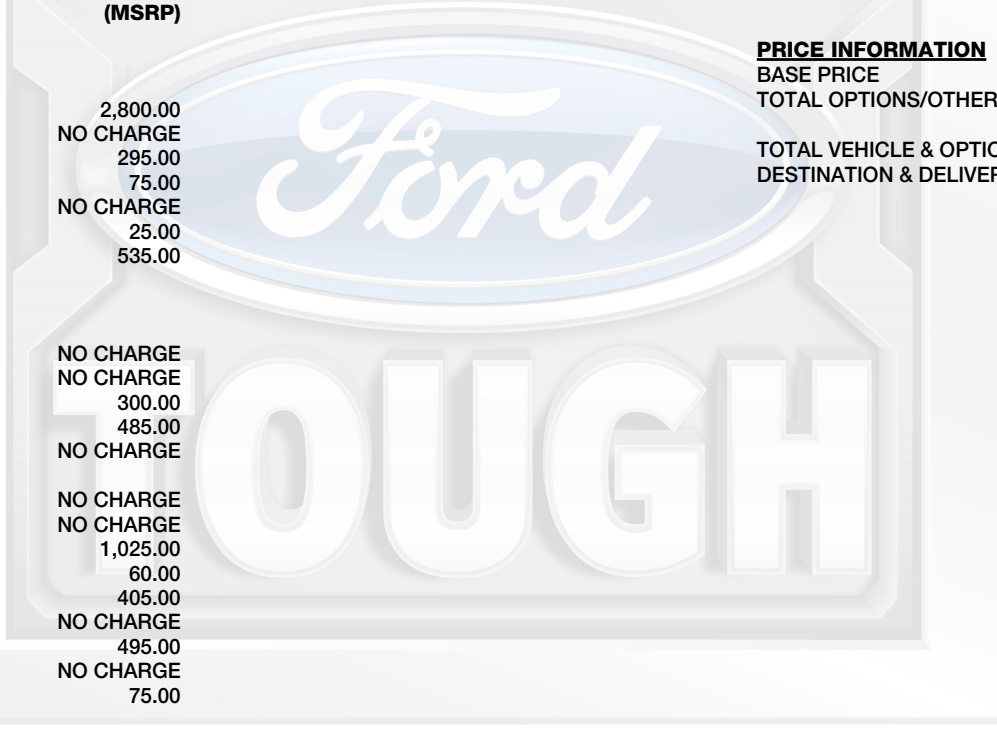 (MSRP)
2,800.00
NO CHARGE
295.00
75.00
NO CHARGE
25.00
535.00
NO CHARGE
NO CHARGE
300.00
485.00
NO CHARGE
NO CHARGE
NO CHARGE
1,025.00
60.00
405.00
NO CHARGE
495.00
NO CHARGE
75.00
PRICE INFORMATION
BASE PRICE
TOTAL OPTIONS/OTHER
TOTAL VEHICLE & OPTIO
DESTINATION & DELIVER
Ford
TOUGH